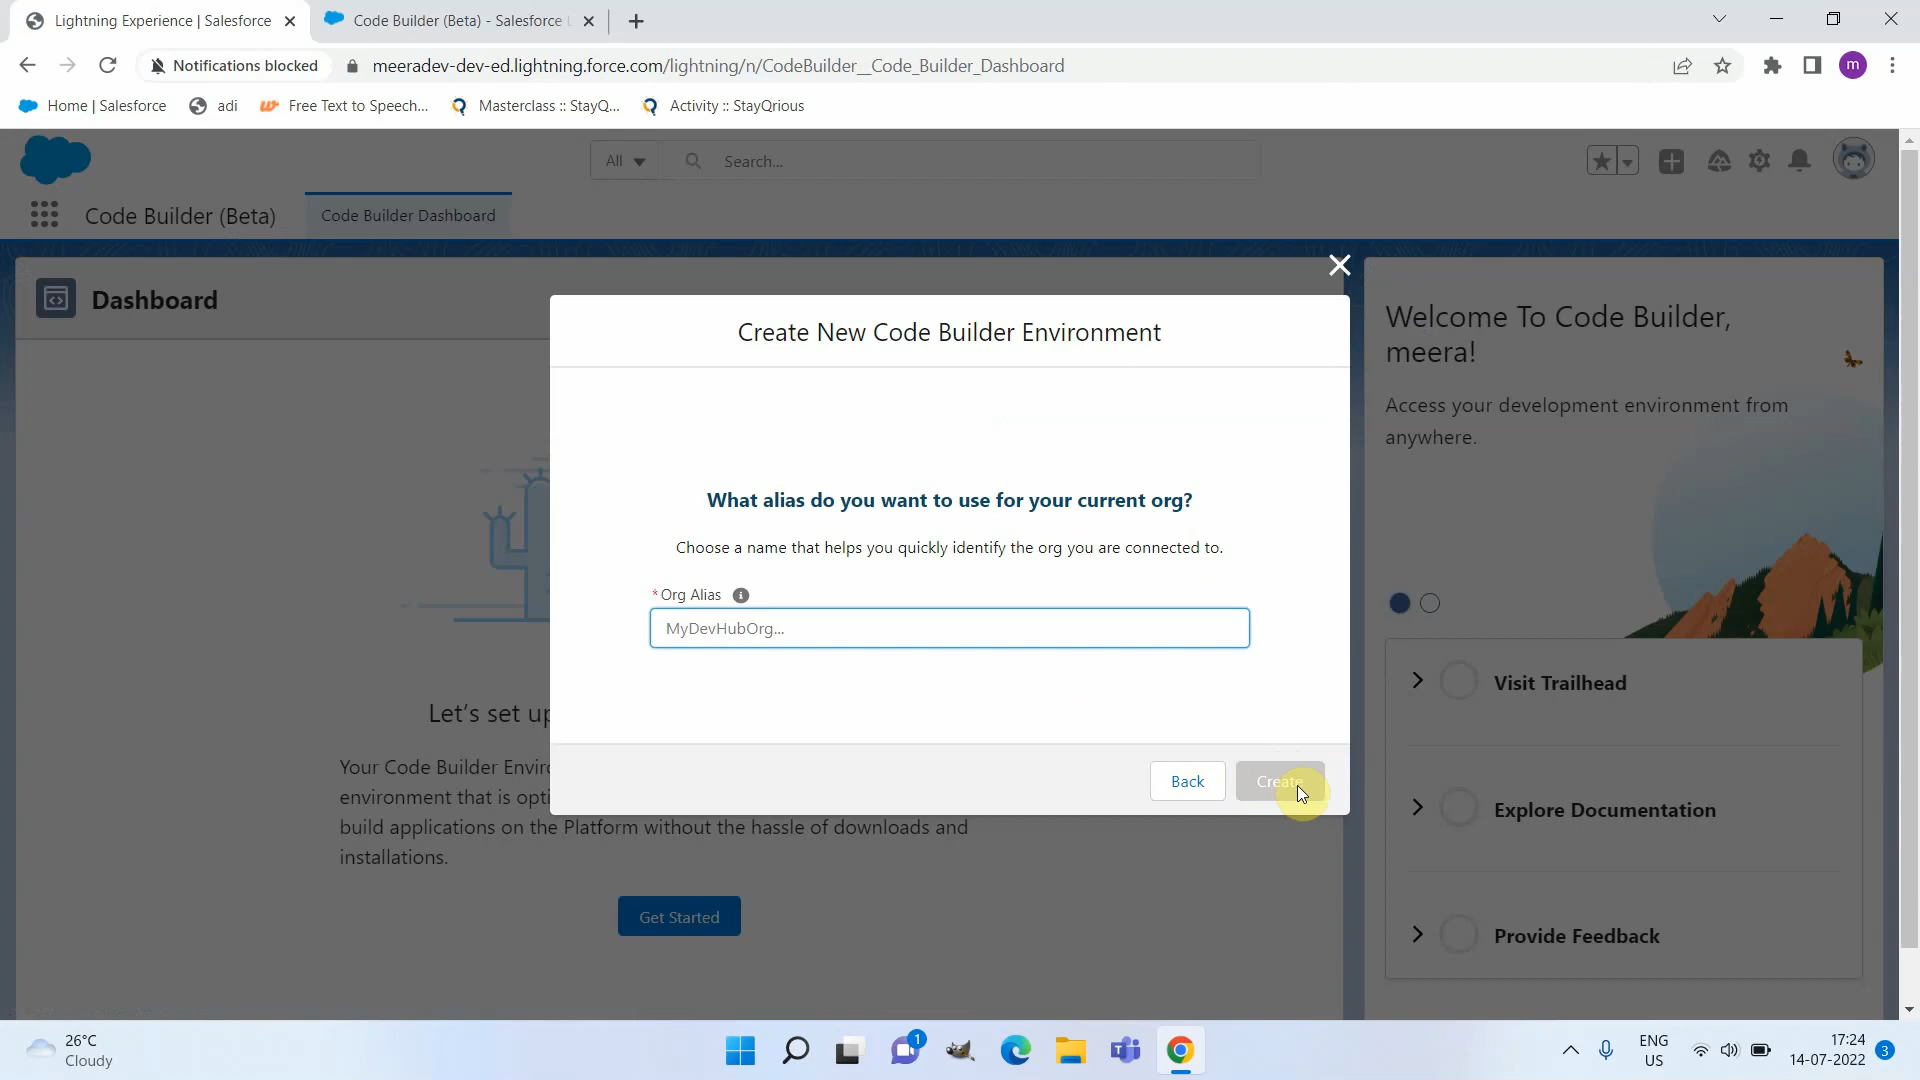 Lightning Experience | Salesforce
Code Builder (Beta) - Salesforce
Notifications blocked
meeradev-dev-ed.lightning.force.com/lightning/n/CodeBuilder__Code_Builder_Dashboard
m
Home | Salesforce
adi
Free Text to Speech...
Masterclass :: StayQ...
Activity :: StayQrious
All
Search...
Code Builder (Beta)
Code Builder Dashboard
Dashboard
Create New Code Builder Environment
Welcome To Code Builder,
meera!
Access your development environment from
anywhere.
What alias do you want to use for your current org?
Choose a name that helps you quickly identify the org you are connected to.
*Org Alias
MyDevHubOrg...
Let's set up
Your Code Builder Envir
environment that is opti
build applications on the Platform without the hassle of downloads and
installations.
Back
Create
Get Started
Visit Trailhead
Explore Documentation
Provide Feedback
26°C
Cloudy
1
ENG
US
17:24
14-07-2022
3